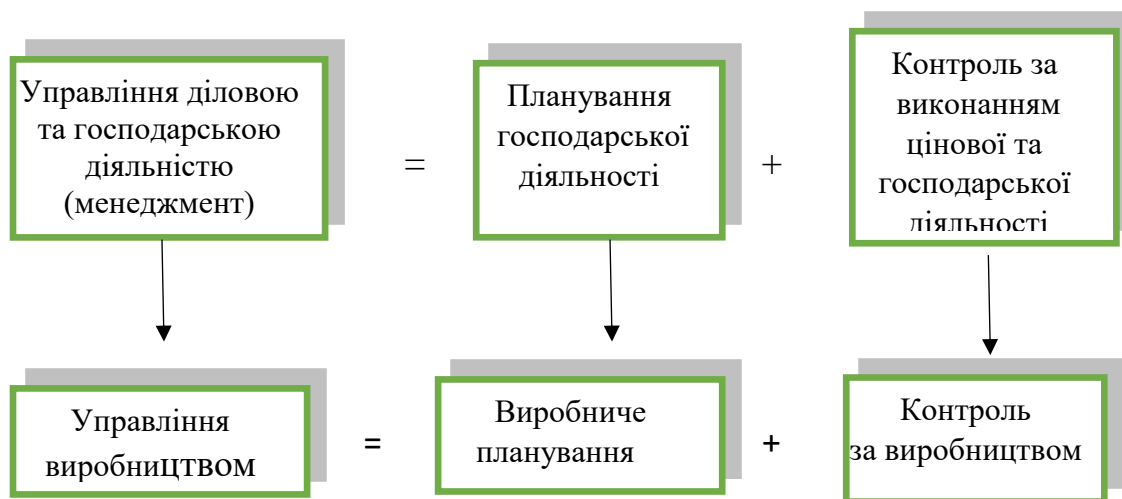 Управління діловою
та господарською
діяльністю
(менеджмент)
=
Планування
господарської
діяльності
+
Контроль за
виконанням
цінової та
господарської
діяльності
Управління
виробництвом
=
Виробниче
планування
+
Контроль
за виробництвом